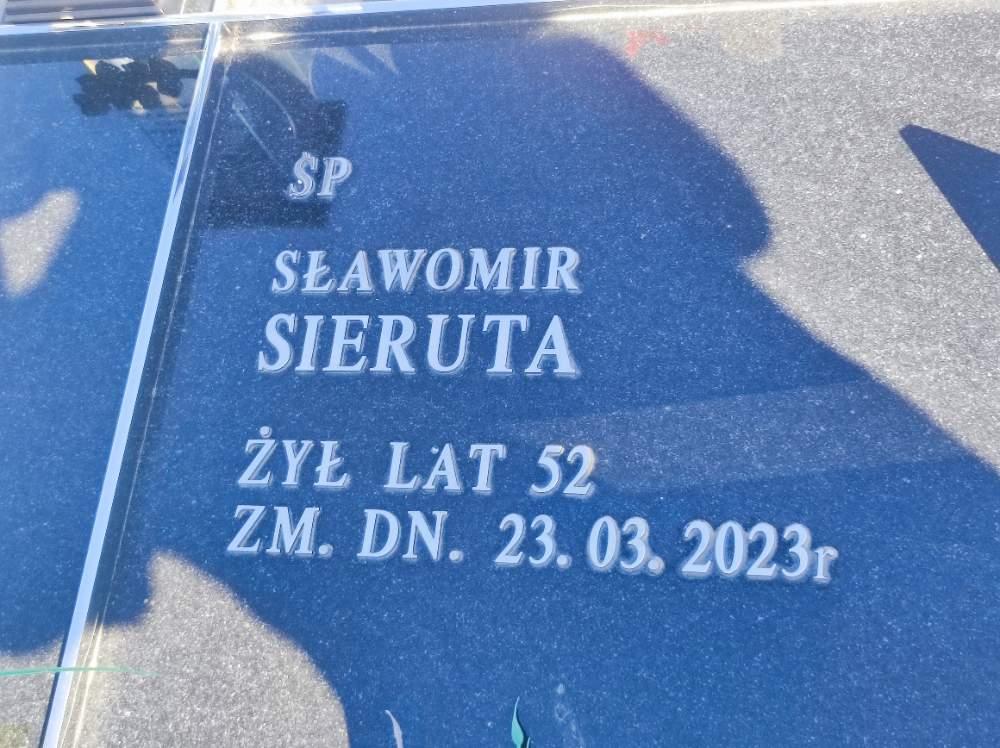 ŚP
SŁAWOMIR
SIERUTA
ŻYŁ LAT 52
ZM. DN. 23.03.2023r